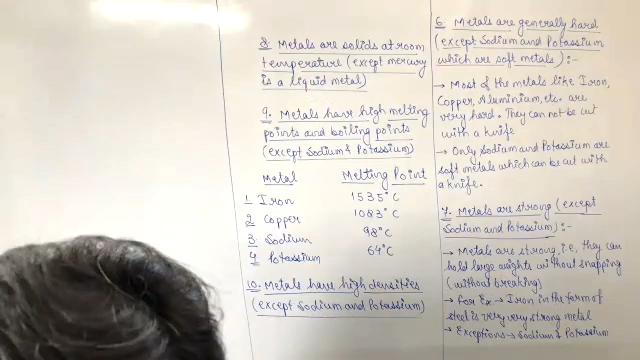 6. Metals are generally hard
(except Sodium and Potassium
which are soft metals) :-
→ Most of the metals like Iron,
Copper, Aluminium, etc. are
very hard. They can not be cut
with a knife
→ Only Sodium and Potassium are
soft metals which can be cut with
a knife.
7. Metals are strong (except
Sodium and Potassium) :-
→ Metals are strong i.e, they can
hold large weights without snapping
(without breaking)
→ For Ex → Iron in the form of
steel is very very strong metal
→ Exceptions → Sodium & Potassium
8. Metals are solids at room
temperature (except mercury
is a liquid metal)
9. Metals have high melting
points and boiling points
(except Sodium & Potassium)
Metal Melting Point
1 Iron 1535°C
2 Copper 1083°C
3 Sodium 98°C
4 Potassium 64°C
10. Metals have high densities
(except Sodium and Potassium)